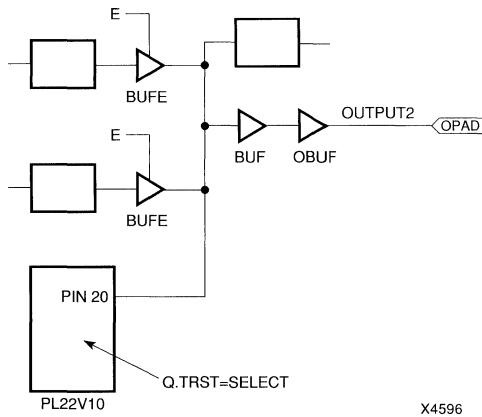 E
BUFE
OUTPUT2
OPAD
E
BUF
OBUF
BUFE
PIN 20
Q.TRST=SELECT
PL22V10
X4596